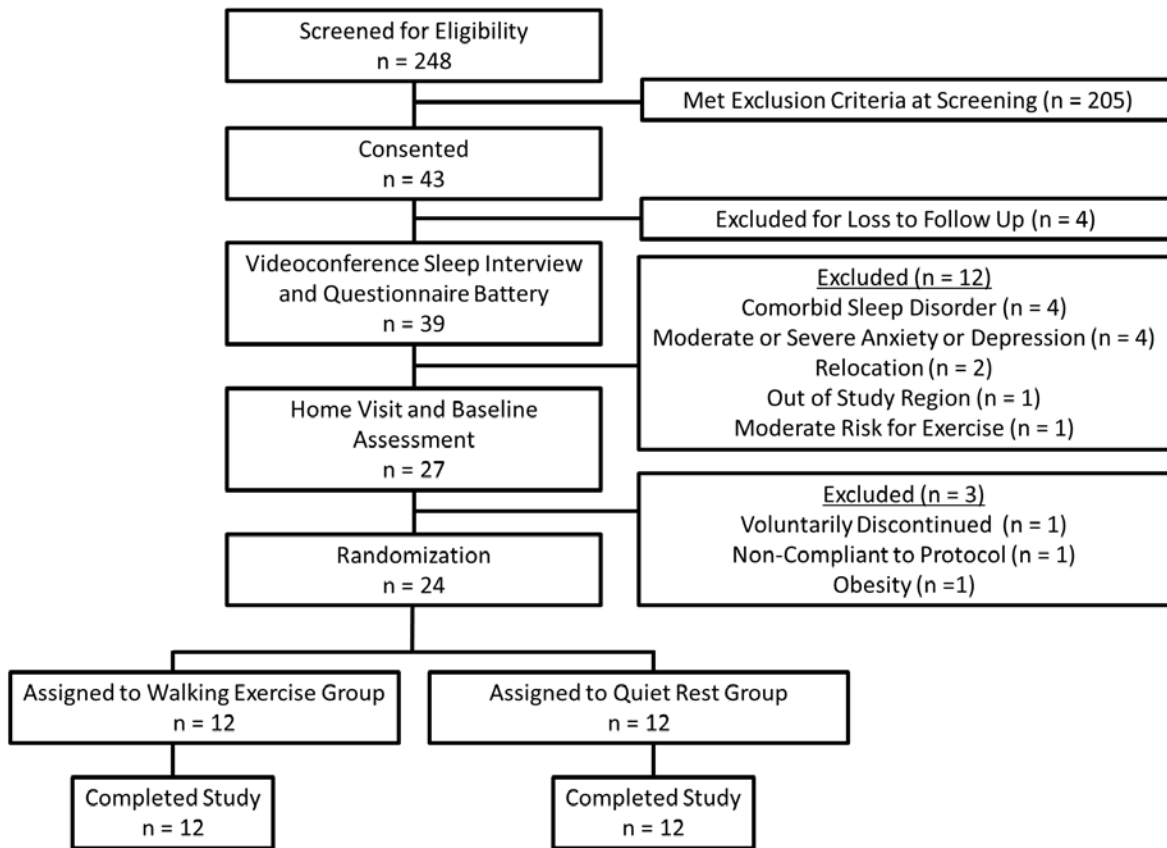 Screened for Eligibility
n = 248
Met Exclusion Criteria at Screening (n = 205)
Consented
n = 43
Excluded for Loss to Follow Up (n = 4)
Videoconference Sleep Interview
and Questionnaire Battery
n = 39
Excluded (n = 12)
Comorbid Sleep Disorder (n = 4)
Moderate or Severe Anxiety or Depression (n = 4)
Relocation (n = 2)
Out of Study Region (n = 1)
Moderate Risk for Exercise (n = 1)
Home Visit and Baseline
Assessment
n = 27
Excluded (n = 3)
Voluntarily Discontinued (n = 1)
Non-Compliant to Protocol (n = 1)
Obesity (n =1)
Randomization
n = 24
Assigned to Walking Exercise Group
n = 12
Assigned to Quiet Rest Group
n = 12
Completed Study
n = 12
Completed Study
n = 12